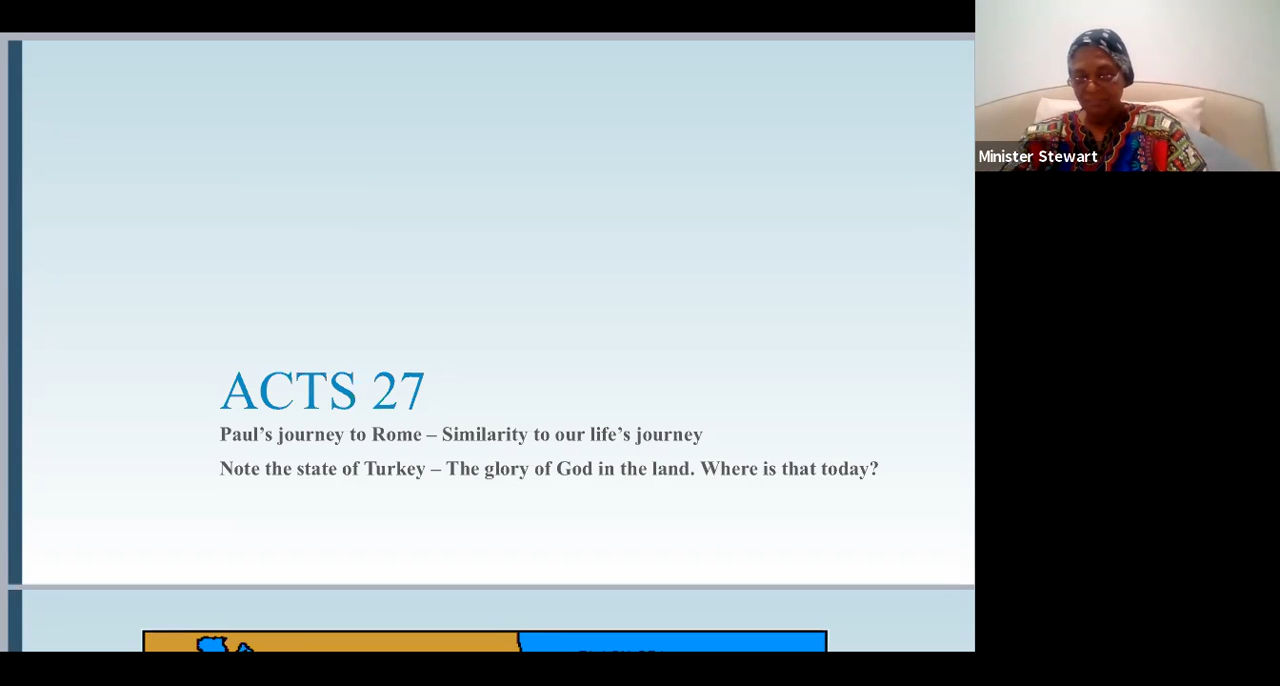 Minister Stewart
ACTS 27
Paul’s journey to Rome – Similarity to our life’s journey
Note the state of Turkey – The glory of God in the land. Where is that today?